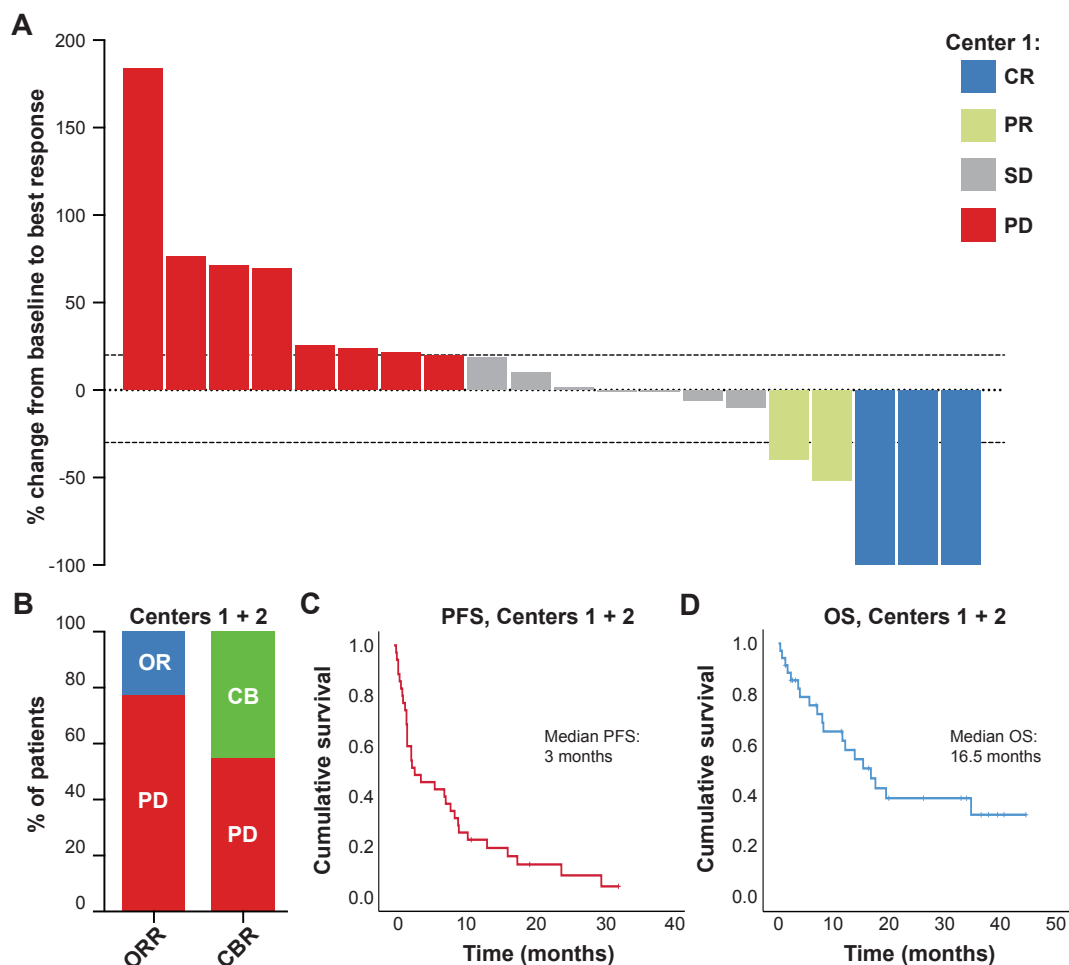 A
% change from baseline to best response
200
150
100
50
0
-50
-100
Center 1:
CR
PR
SD
PD
B
Centers 1 + 2
% of patients
100
80
60
40
20
0
OR
PD
CB
PD
ORR
CBR
C
PFS, Centers 1 + 2
Cumulative survival
1.0
0.8
0.6
0.4
0.2
0.0
Median PFS:
3 months
0 10 20 30 40
Time (months)
D
OS, Centers 1 + 2
Cumulative survival
1.0
0.8
0.6
0.4
0.2
0.0
Median OS:
16.5 months
0 10 20 30 40 50
Time (months)